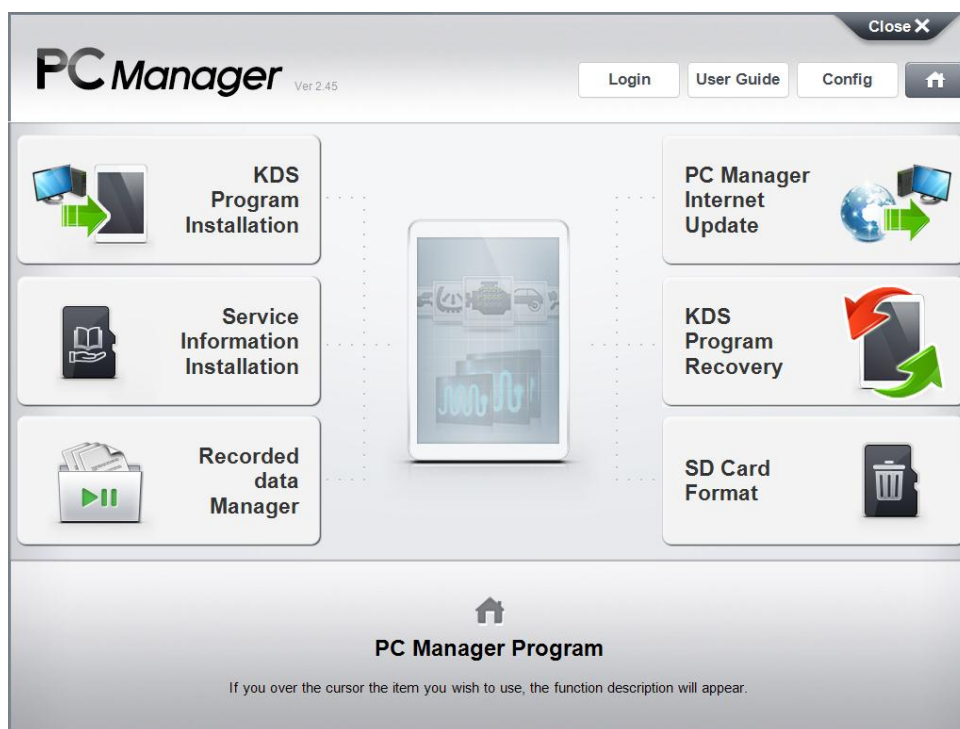 Close X
PC Manager Ver 2.45
Login
User Guide
Config
KDS
Program
Installation
PC Manager
Internet
Update
Service
Information
Installation
KDS
Program
Recovery
Recorded
data
Manager
SD Card
Format
PC Manager Program
If you over the cursor the item you wish to use, the function description will appear.